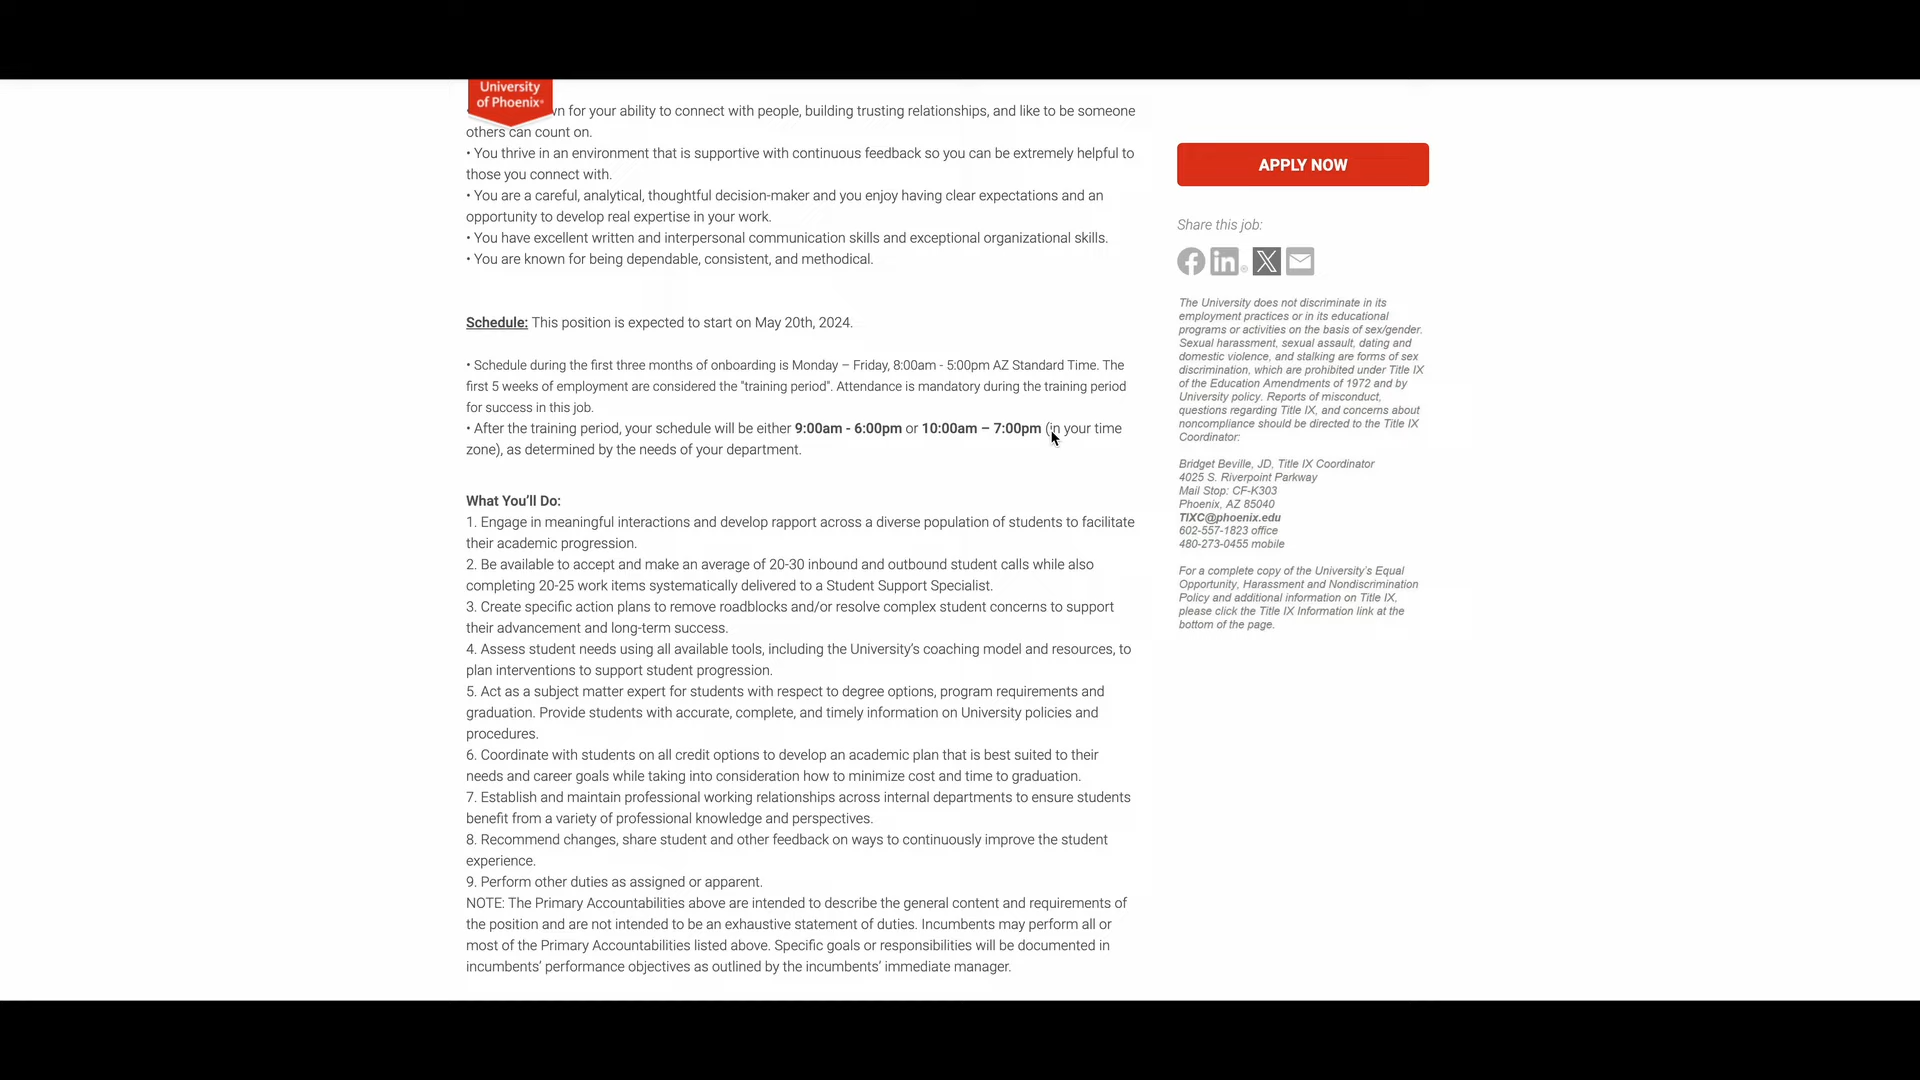 University
of Phoenix®
for your ability to connect with people, building trusting relationships, and like to be someone
others can count on.
• You thrive in an environment that is supportive with continuous feedback so you can be extremely helpful to
those you connect with.
• You are a careful, analytical, thoughtful decision-maker and you enjoy having clear expectations and an
opportunity to develop real expertise in your work.
• You have excellent written and interpersonal communication skills and exceptional organizational skills.
• You are known for being dependable, consistent, and methodical.
Schedule: This position is expected to start on May 20th, 2024.
• Schedule during the first three months of onboarding is Monday – Friday, 8:00am - 5:00pm AZ Standard Time. The
first 5 weeks of employment are considered the "training period". Attendance is mandatory during the training period
for success in this job.
• After the training period, your schedule will be either 9:00am - 6:00pm or 10:00am – 7:00pm (in your time
zone), as determined by the needs of your department.
What You’ll Do:
1. Engage in meaningful interactions and develop rapport across a diverse population of students to facilitate
their academic progression.
2. Be available to accept and make an average of 20-30 inbound and outbound student calls while also
completing 20-25 work items systematically delivered to a Student Support Specialist.
3. Create specific action plans to remove roadblocks and/or resolve complex student concerns to support
their advancement and long-term success.
4. Assess student needs using all available tools, including the University’s coaching model and resources, to
plan interventions to support student progression.
5. Act as a subject matter expert for students with respect to degree options, program requirements and
graduation. Provide students with accurate, complete, and timely information on University policies and
procedures.
6. Coordinate with students on all credit options to develop an academic plan that is best suited to their
needs and career goals while taking into consideration how to minimize cost and time to graduation.
7. Establish and maintain professional working relationships across internal departments to ensure students
benefit from a variety of professional knowledge and perspectives.
8. Recommend changes, share student and other feedback on ways to continuously improve the student
experience.
9. Perform other duties as assigned or apparent.
NOTE: The Primary Accountabilities above are intended to describe the general content and requirements of
the position and are not intended to be an exhaustive statement of duties. Incumbents may perform all or
most of the Primary Accountabilities listed above. Specific goals or responsibilities will be documented in
incumbents’ performance objectives as outlined by the incumbents’ immediate manager.
APPLY NOW
Share this job:
The University does not discriminate in its
employment practices or in its educational
programs or activities on the basis of sex/gender.
Sexual harassment, sexual assault, dating and
domestic violence, and stalking are forms of sex
discrimination, which are prohibited under Title IX
of the Education Amendments of 1972 and by
University policy. Reports of misconduct,
questions regarding Title IX, and concerns about
noncompliance should be directed to the Title IX
Coordinator:
Bridget Beville, JD, Title IX Coordinator
4025 S. Riverpoint Parkway
Mail Stop: CF-K303
Phoenix, AZ 85040
TIXC@phoenix.edu
602-557-1823 office
480-273-0455 mobile
For a complete copy of the University’s Equal
Opportunity, Harassment and Nondiscrimination
Policy and additional information on Title IX,
please click the Title IX Information link at the
bottom of the page.